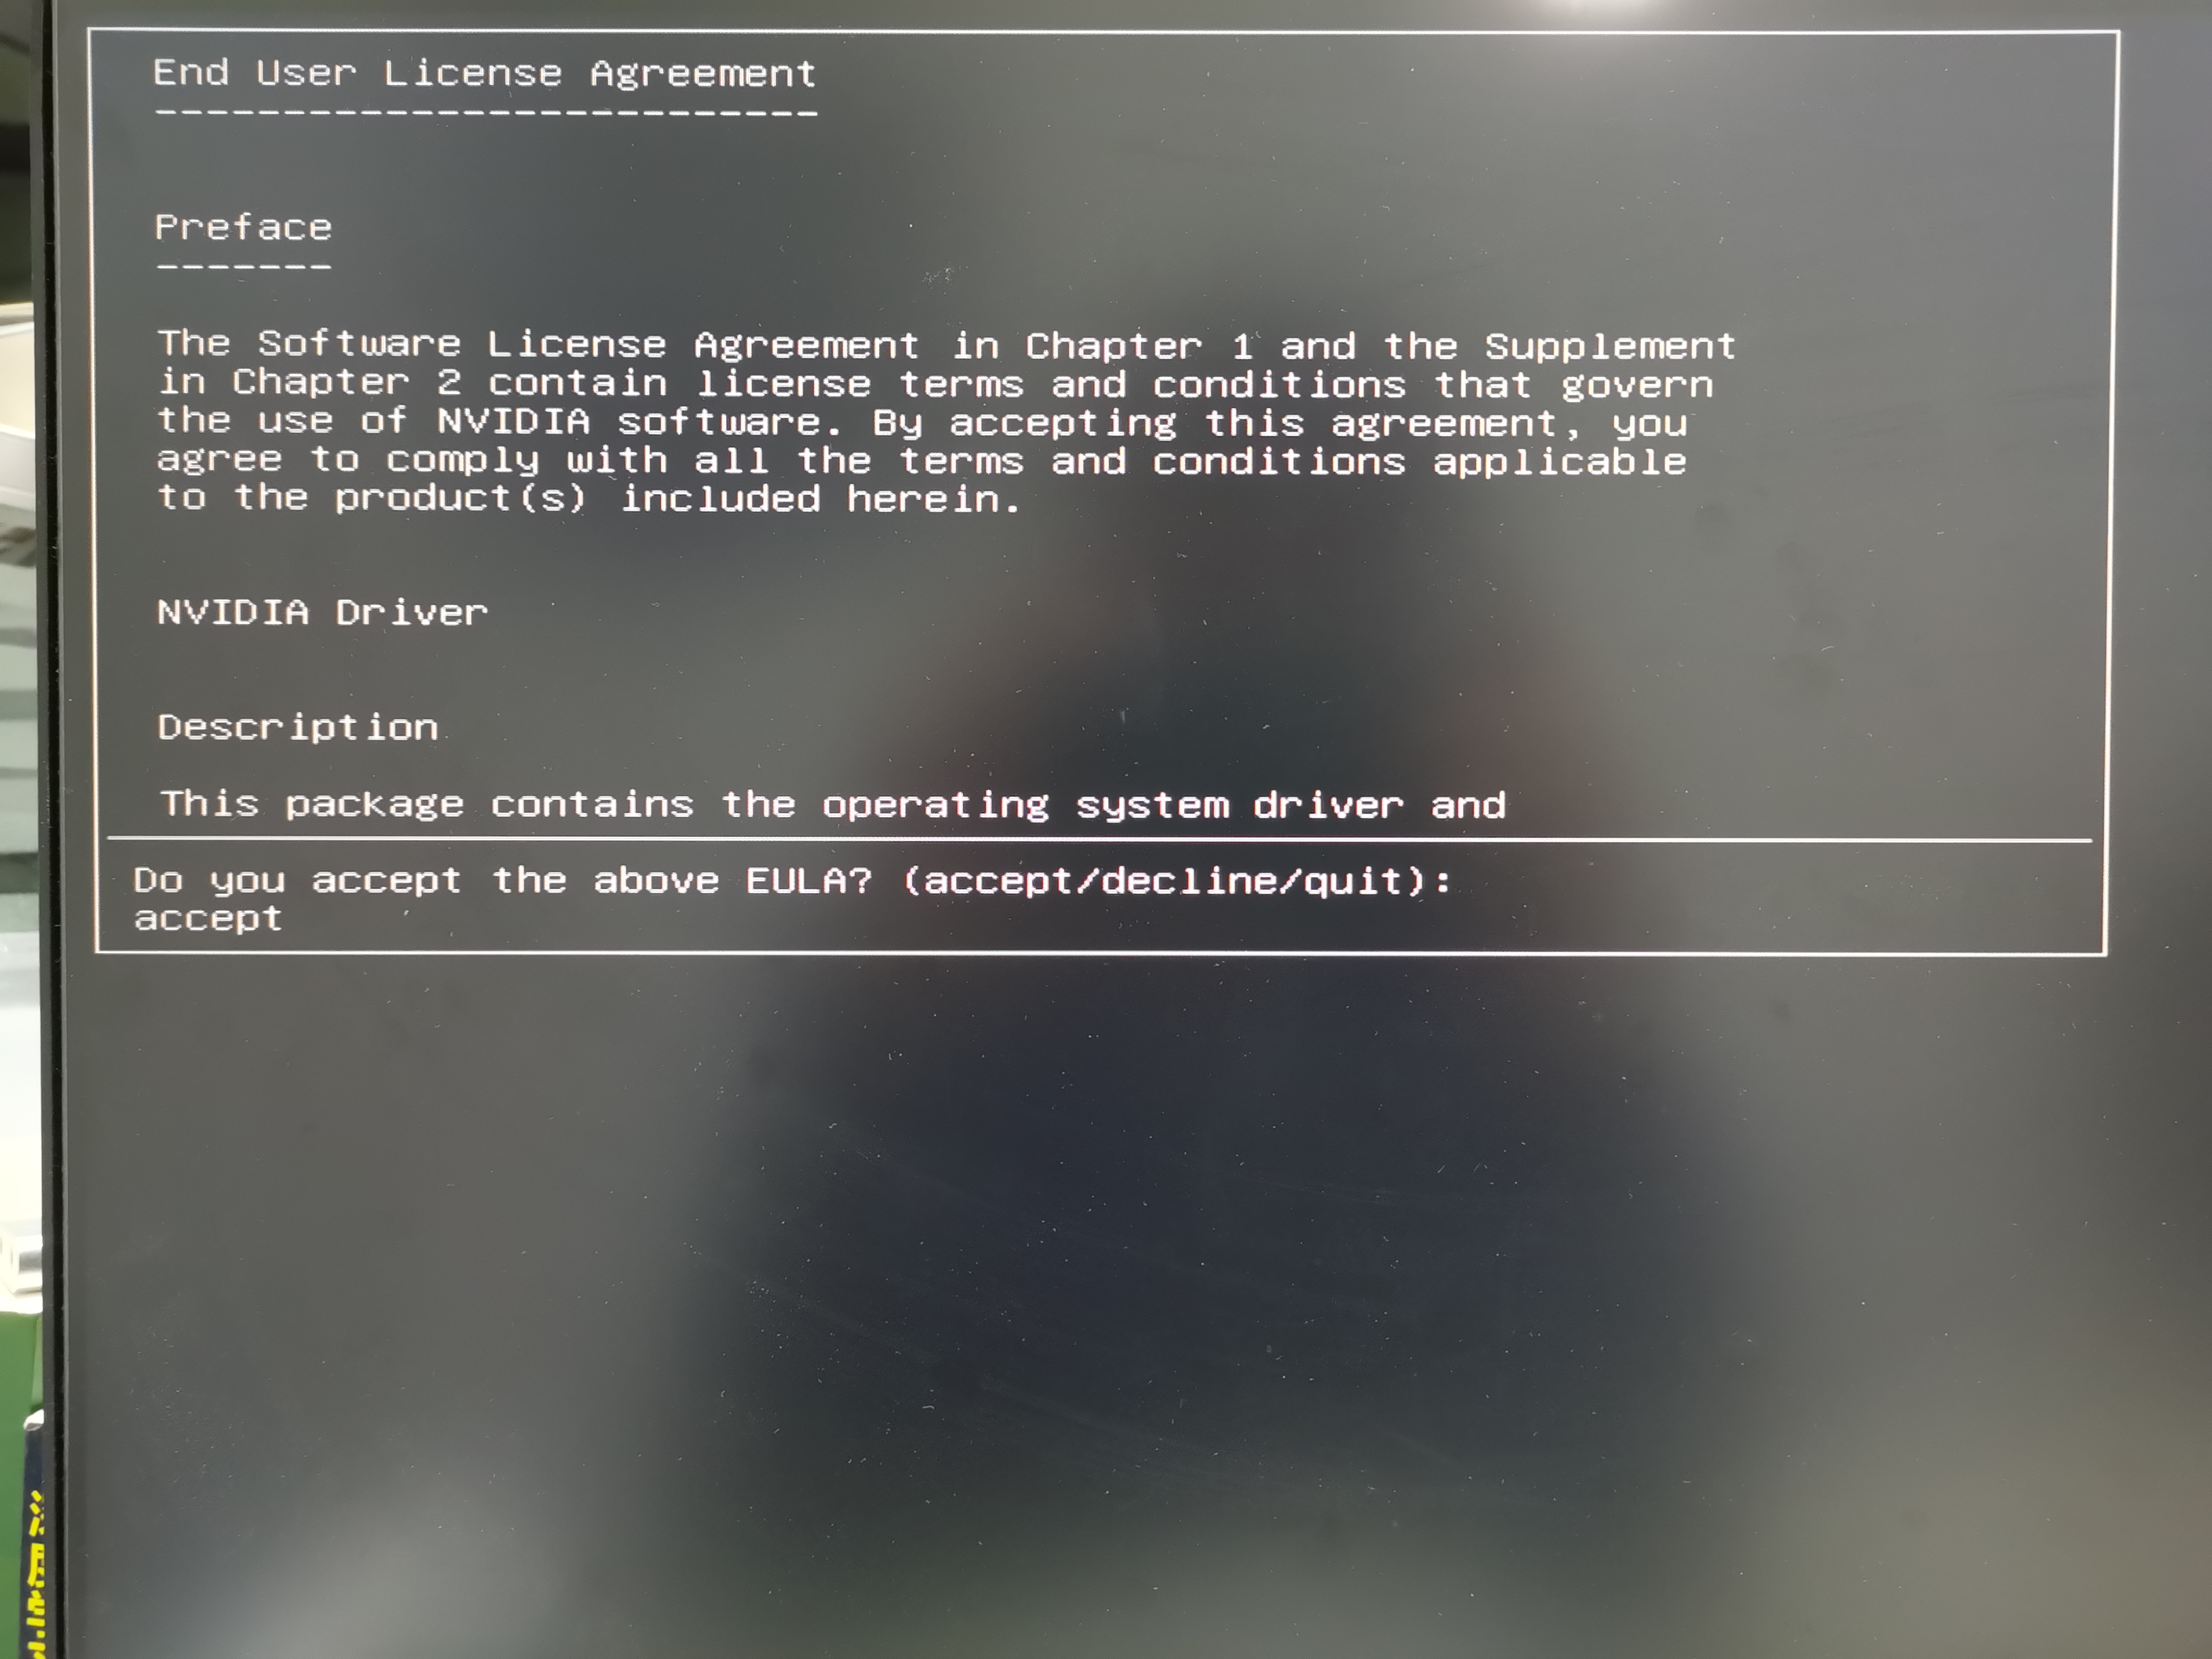 End User License Agreement
--------------------------
Preface
-------
The Software License Agreement in Chapter 1 and the Supplement
in Chapter 2 contain license terms and conditions that govern
the use of NVIDIA software. By accepting this agreement, you
agree to comply with all the terms and conditions applicable
to the product(s) included herein.
NVIDIA Driver
Description
This package contains the operating system driver and
Do you accept the above EULA? (accept/decline/quit):
accept